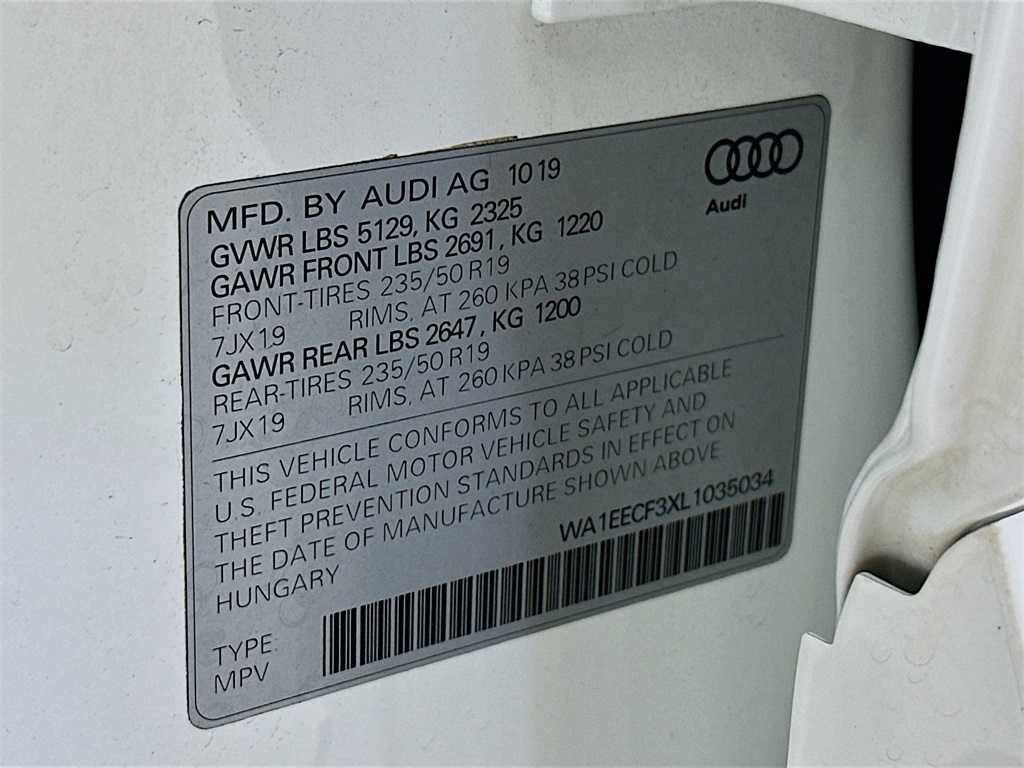 MFD. BY AUDI AG 1019
GVWR LBS 5129, KG 2325
GAWR FRONT LBS 2691, KG 1220
FRONT-TIRES 235/50 R19
7JX19 RIMS, AT 260 KPA 38 PSI COLD
GAWR REAR LBS 2647, KG 1200
REAR-TIRES 235/50 R19
7JX19 RIMS, AT 260 KPA 38 PSI COLD
Audi
THIS VEHICLE CONFORMS TO ALL APPLICABLE
U.S. FEDERAL MOTOR VEHICLE SAFETY AND
THEFT PREVENTION STANDARDS IN EFFECT ON
THE DATE OF MANUFACTURE SHOWN ABOVE
HUNGARY
WA1EECF3XL1035034
TYPE:
MPV